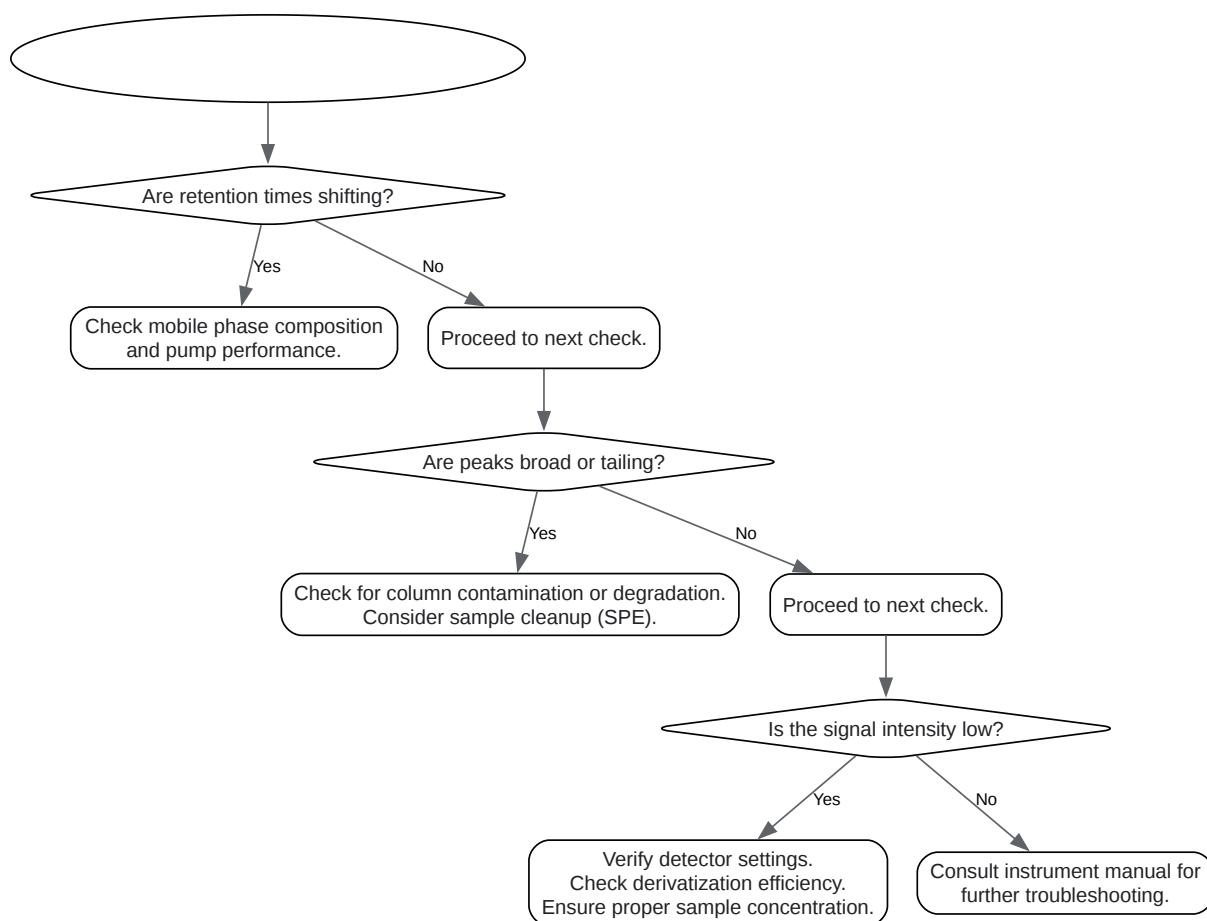 Are retention times shifting?
Yes
No
Check mobile phase composition
and pump performance.
Proceed to next check.
Are peaks broad or tailing?
Yes
No
Check for column contamination or degradation.
Consider sample cleanup (SPE).
Proceed to next check.
Is the signal intensity low?
Yes
No
Verify detector settings.
Check derivatization efficiency.
Ensure proper sample concentration.
Consult instrument manual for
further troubleshooting.